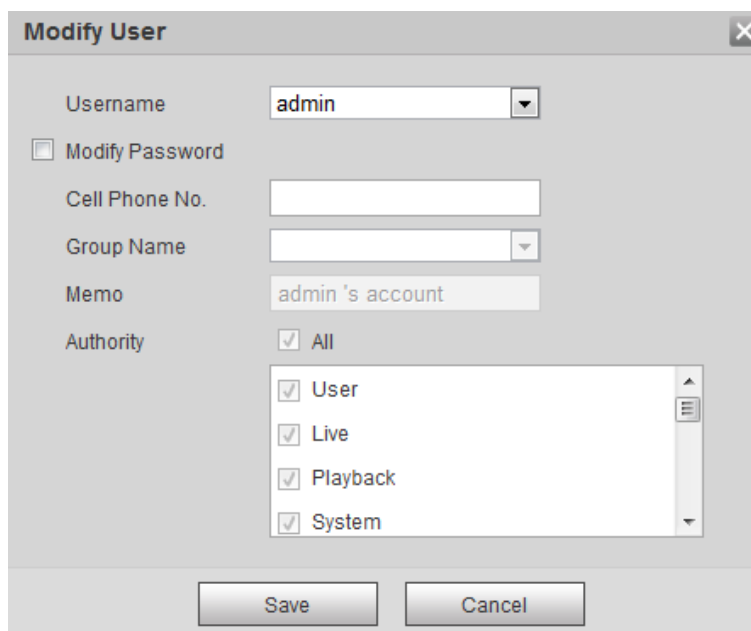 Modify User
Username admin
Modify Password
Cell Phone No.
Group Name
Memo admin 's account
Authority All
User
Live
Playback
System
Save Cancel